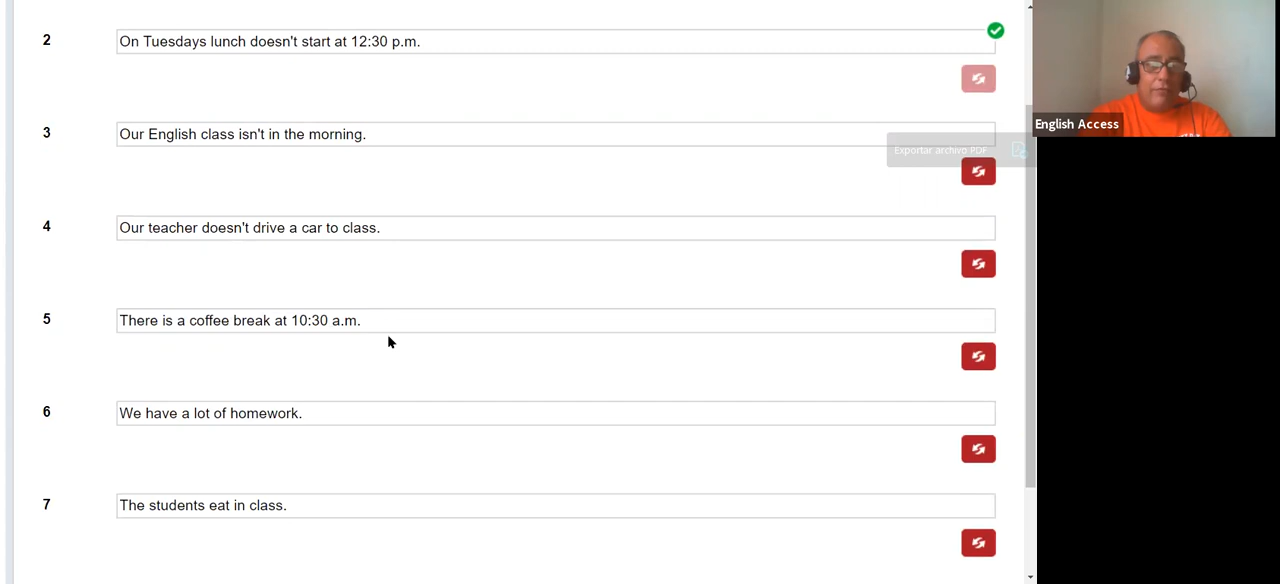 2
On Tuesdays lunch doesn't start at 12:30 p.m.
3
Our English class isn't in the morning.
English Access
Exportar archivo PDF
4
Our teacher doesn't drive a car to class.
5
There is a coffee break at 10:30 a.m.
6
We have a lot of homework.
7
The students eat in class.